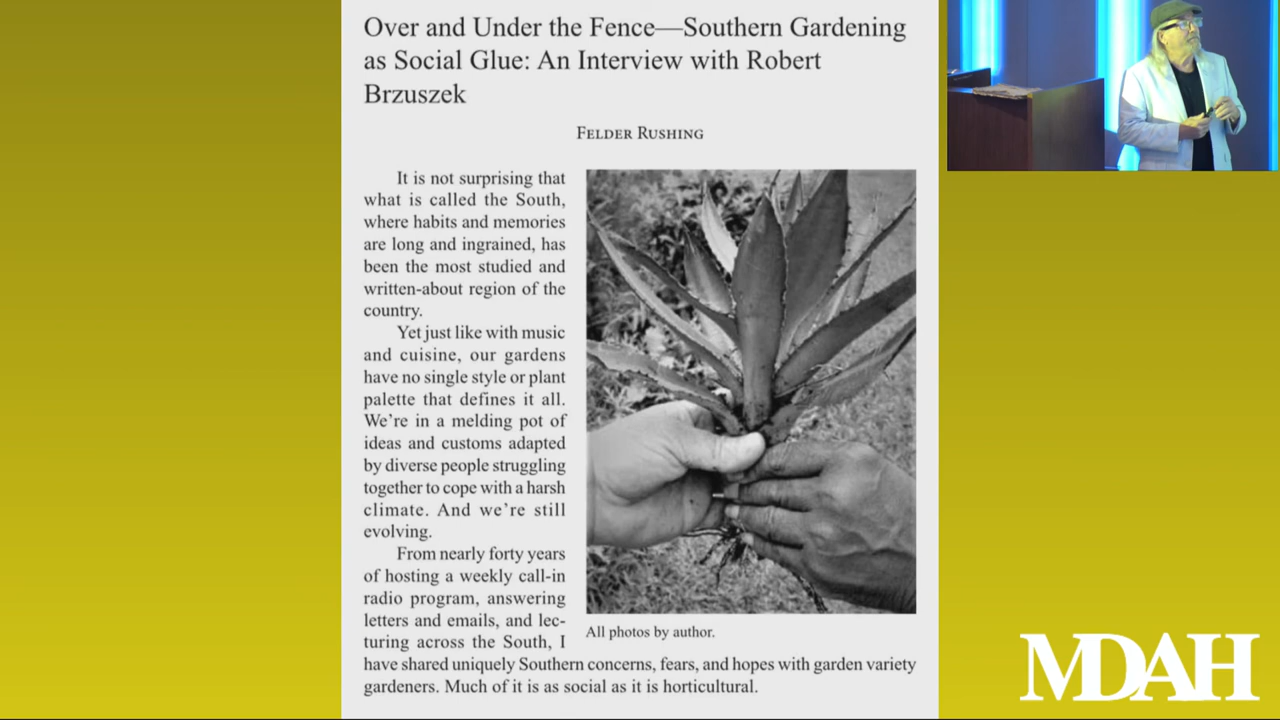 Over and Under the Fence—Southern Gardening
as Social Glue: An Interview with Robert
Brzuszek
Felder Rushing
It is not surprising that
what is called the South,
where habits and memories
are long and ingrained, has
been the most studied and
written-about region of the
country.
Yet just like with music
and cuisine, our gardens
have no single style or plant
palette that defines it all.
We're in a melding pot of
ideas and customs adapted
by diverse people struggling
together to cope with a harsh
climate. And we're still
evolving.
From nearly forty years
of hosting a weekly call-in
radio program, answering
letters and emails, and lec-
turing across the South, I
have shared uniquely Southern concerns, fears, and hopes with garden variety
gardeners. Much of it is as social as it is horticultural.
All photos by author.
MDAH